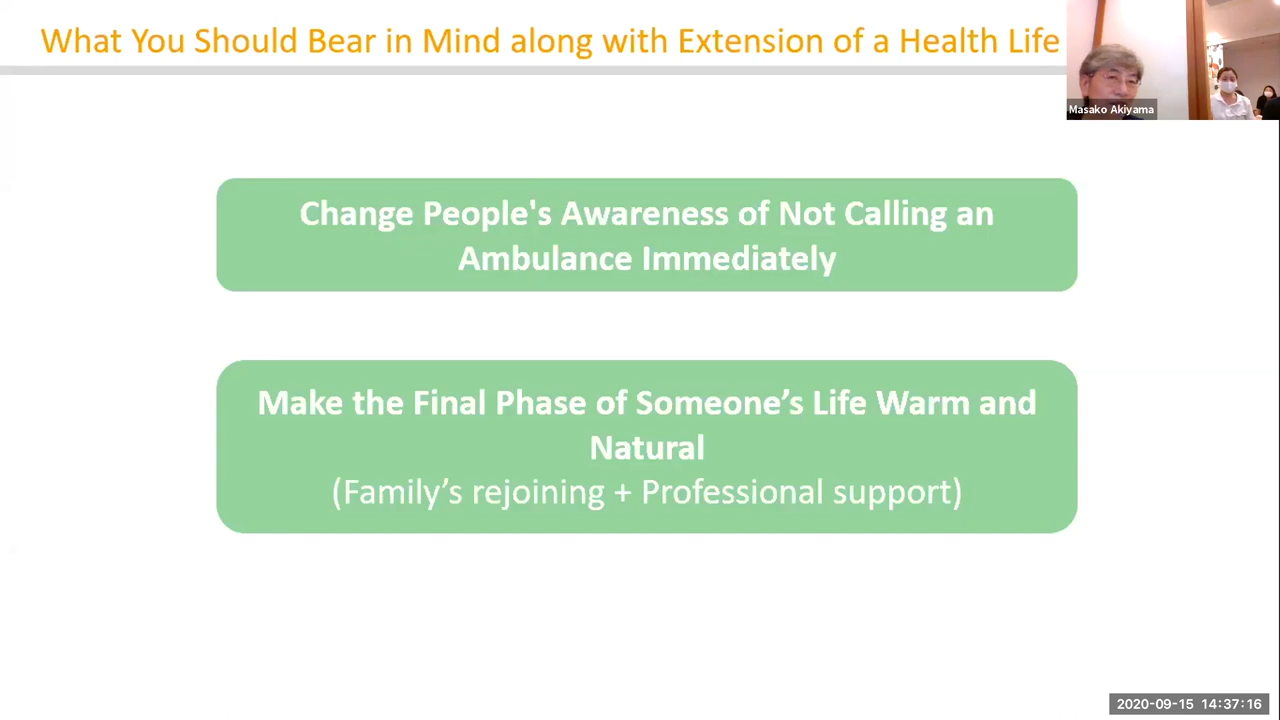 What You Should Bear in Mind along with Extension of a Health Life
Masako Akiyama
Change People's Awareness of Not Calling an
Ambulance Immediately
Make the Final Phase of Someone’s Life Warm and
Natural
(Family’s rejoining + Professional support)
2020-09-15 14:37:16